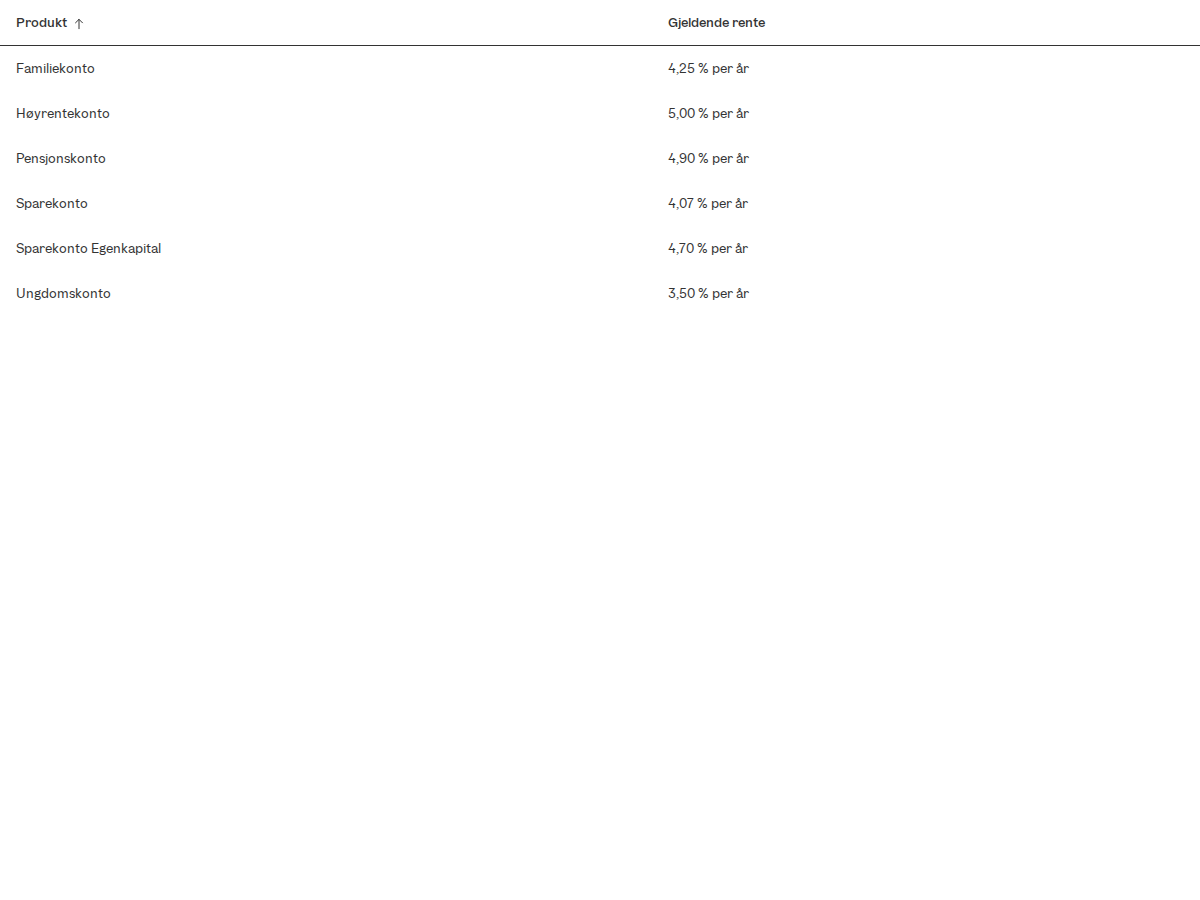 Produkt ↑ Gjeldende rente
Familiekonto 4,25 % per år
Høyrentekonto 5,00 % per år
Pensjonskonto 4,90 % per år
Sparekonto 4,07 % per år
Sparekonto Egenkapital 4,70 % per år
Ungdomskonto 3,50 % per år